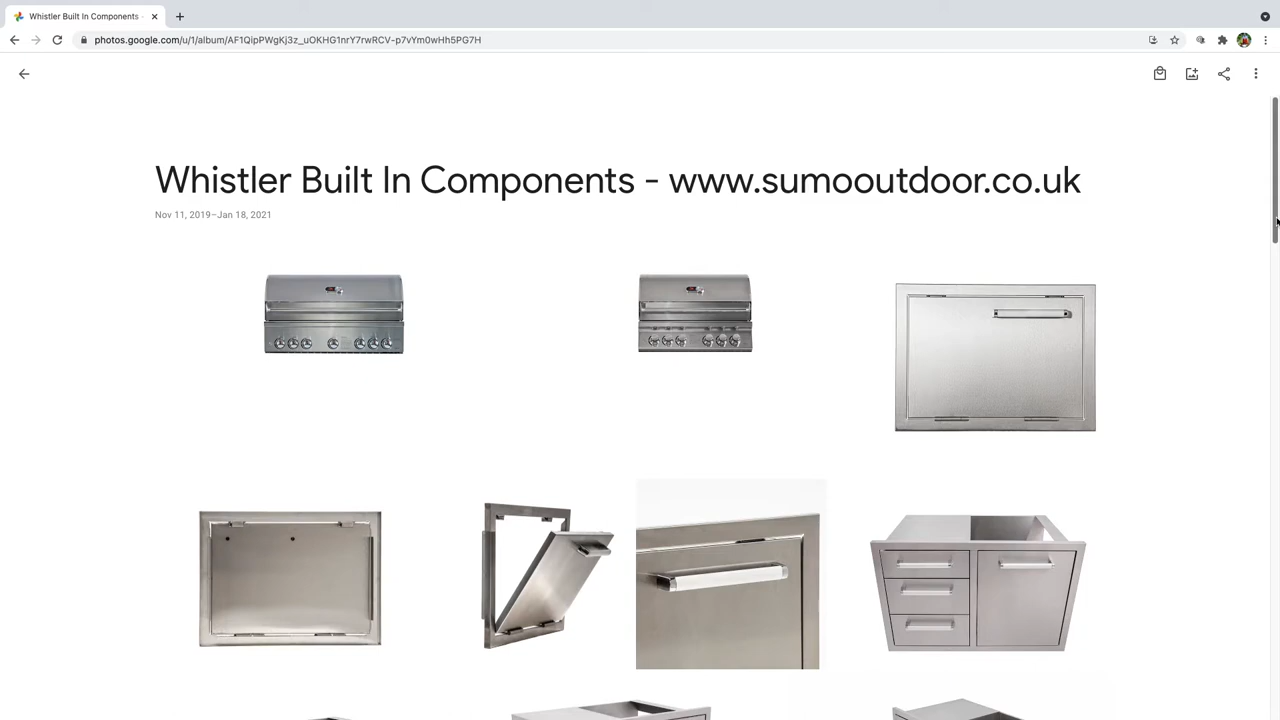 Whistler Built In Components -
photos.google.com/u/1/album/AF1QipPWgKj3z_uOKHG1nrY7rwRCV-p7vYm0wHh5PG7H
Whistler Built In Components - www.sumooutdoor.co.uk
Nov 11, 2019–Jan 18, 2021